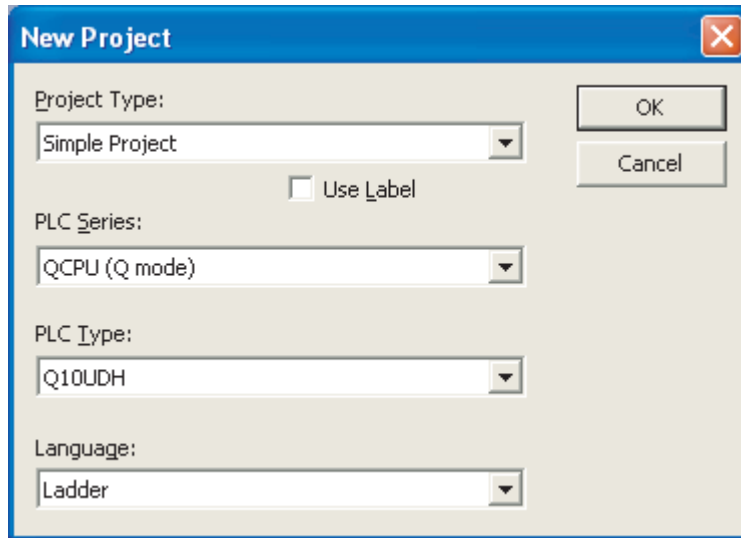 New Project
Project Type:
OK
Simple Project
Cancel
Use Label
PLC Series:
QCPU (Q mode)
PLC Type:
Q10UDH
Language:
Ladder